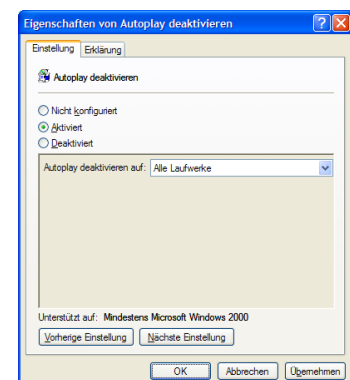 Eigenschaften von Autoplay deaktivieren
Einstellung Erklärung
Autoplay deaktivieren
Nicht konfiguriert
Aktiviert
Deaktiviert
Autoplay deaktivieren auf: Alle Laufwerke
Unterstützt auf: Mindestens Microsoft Windows 2000
Vorherige Einstellung Nächste Einstellung
OK Abbrechen Übernehmen